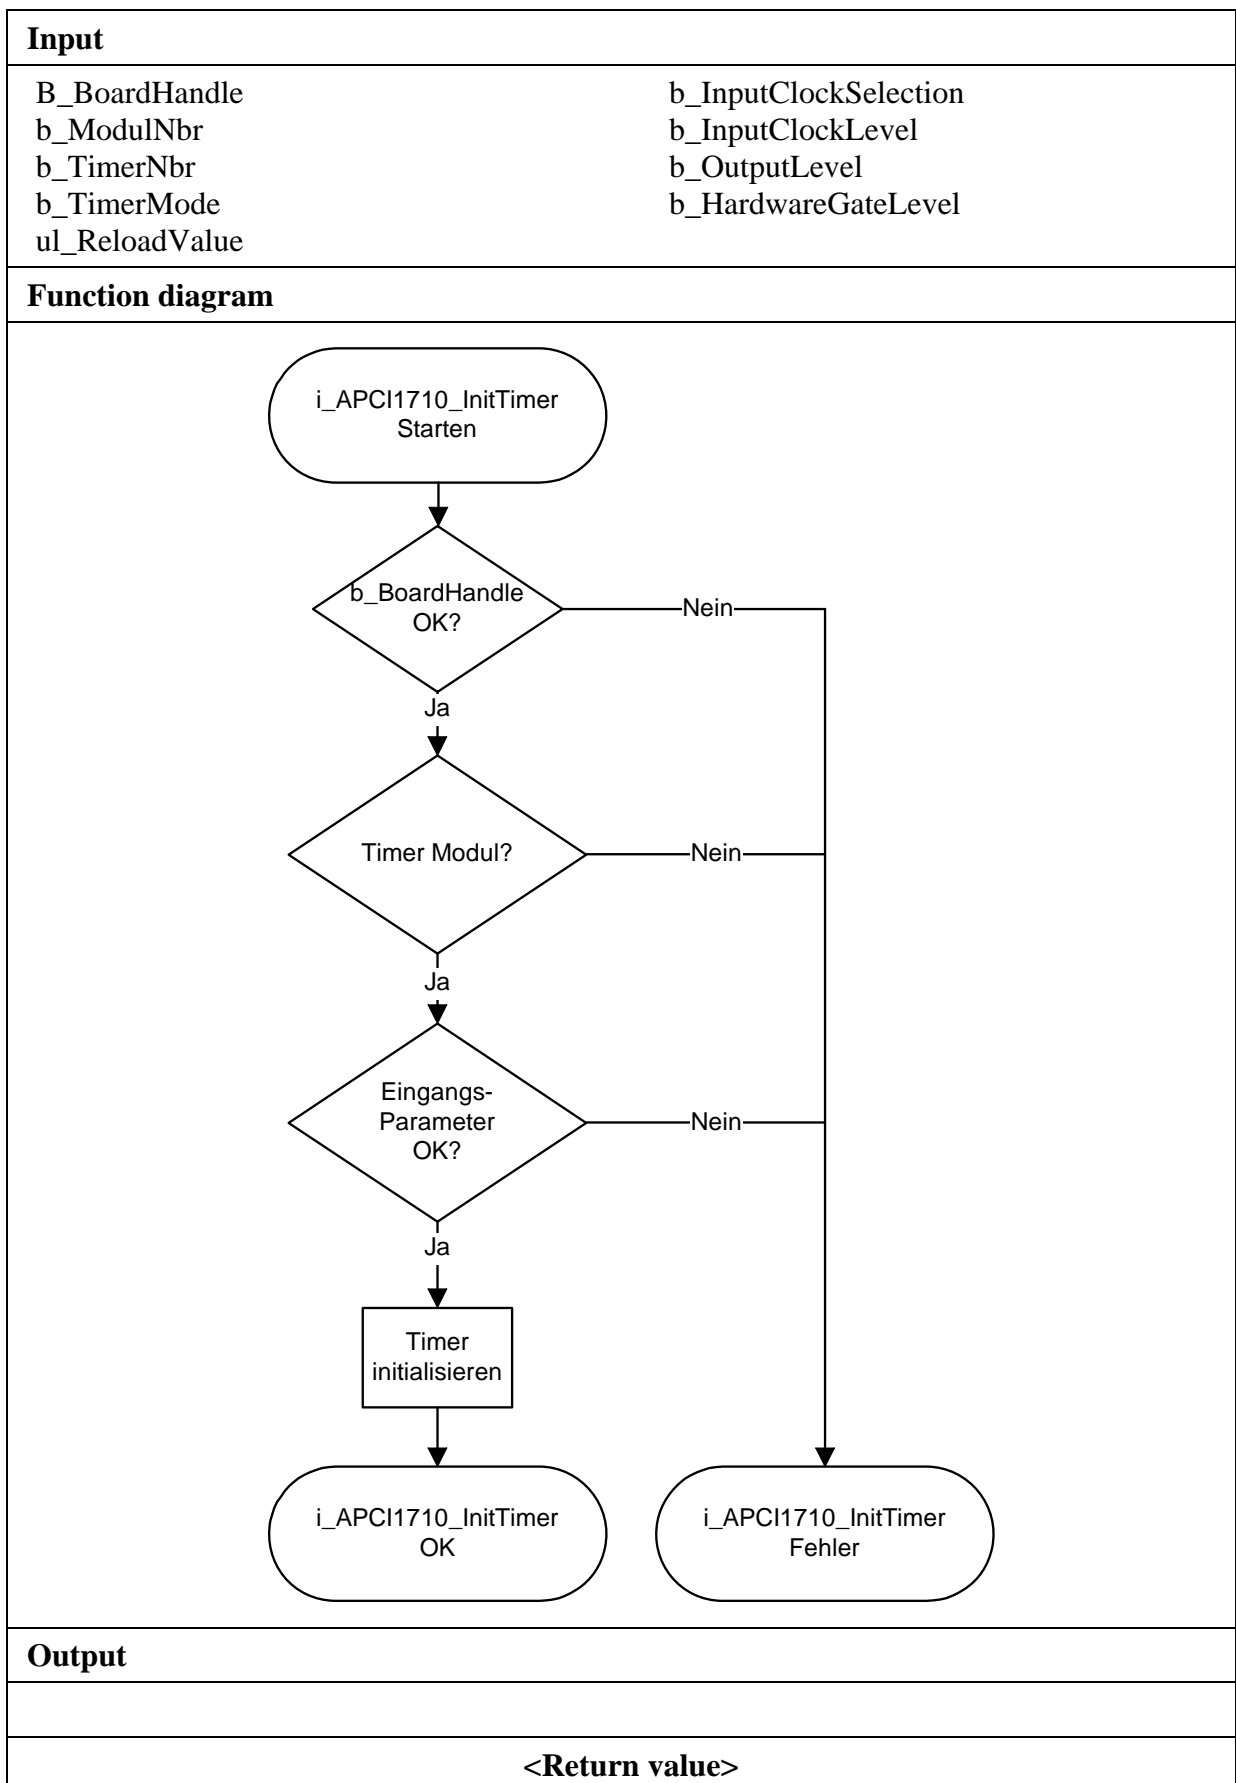 Input
B_BoardHandle
b_ModulNbr
b_TimerNbr
b_TimerMode
ul_ReloadValue
b_InputClockSelection
b_InputClockLevel
b_OutputLevel
b_HardwareGateLevel
Function diagram
i_APCI1710_InitTimer
Starten
b_BoardHandle
OK?
Nein
Ja
Timer Modul?
Nein
Ja
Eingangs-
Parameter
OK?
Nein
Ja
Timer
initialisieren
i_APCI1710_InitTimer
OK
i_APCI1710_InitTimer
Fehler
Output
<Return value>